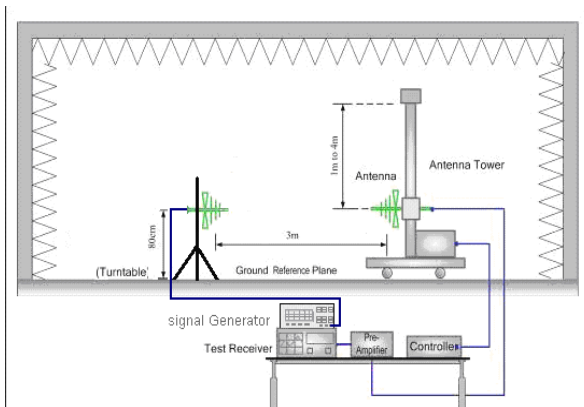 1m to 4m
Antenna
Antenna Tower
80cm
3m
(Turntable)
Ground Reference Plane
signal Generator
Test Receiver
Pre-
Amplifier
Controller